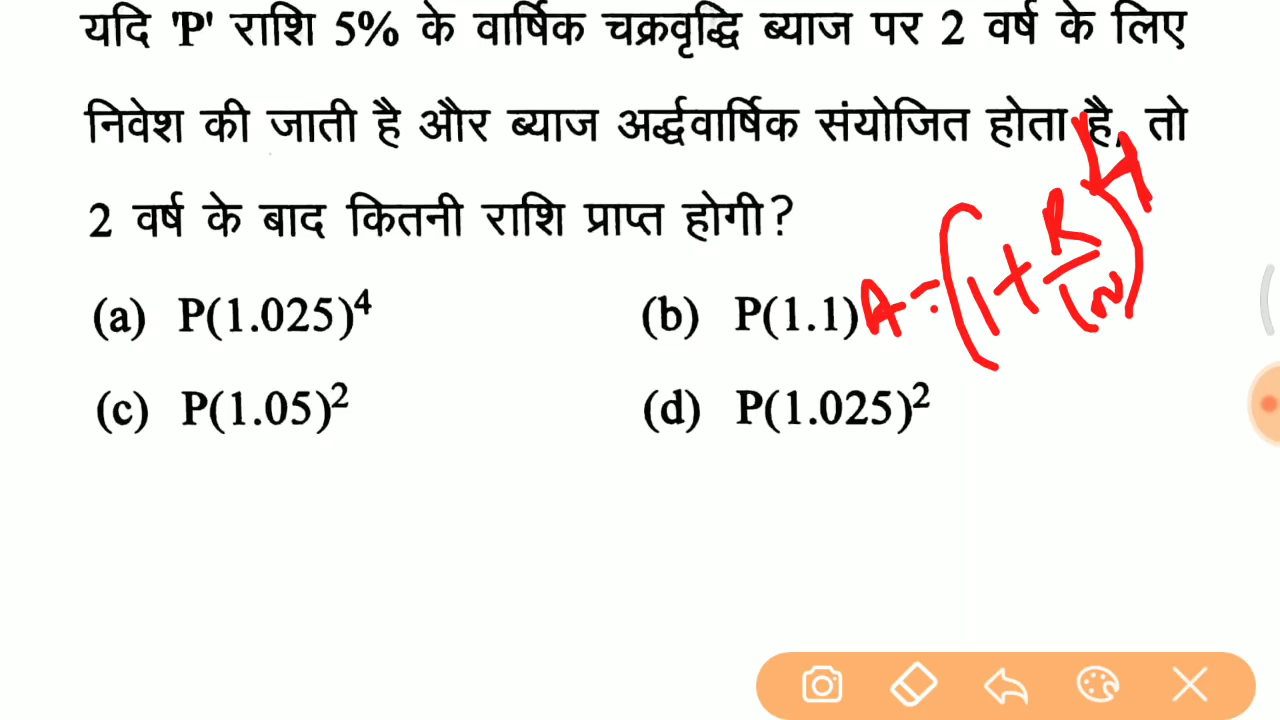 यदि 'P' राशि 5% के वार्षिक चक्रवृद्धि ब्याज पर 2 वर्ष के लिए
निवेश की जाती है और ब्याज अर्द्धवार्षिक संयोजित होता है, तो
2 वर्ष के बाद कितनी राशि प्राप्त होगी?
(a) P(1.025)⁴ (b) P(1.1)
A = (1 + R
(c) P(1.05)² (d) P(1.025)²